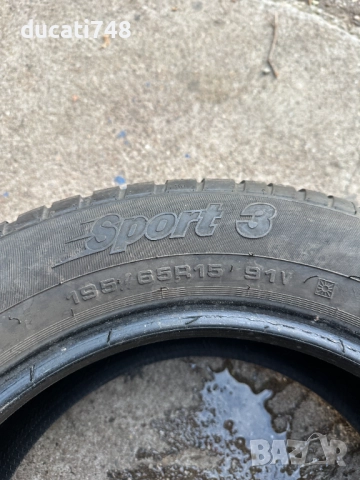 ducati748
Sport 3
195/65R15 91V
BAZAR